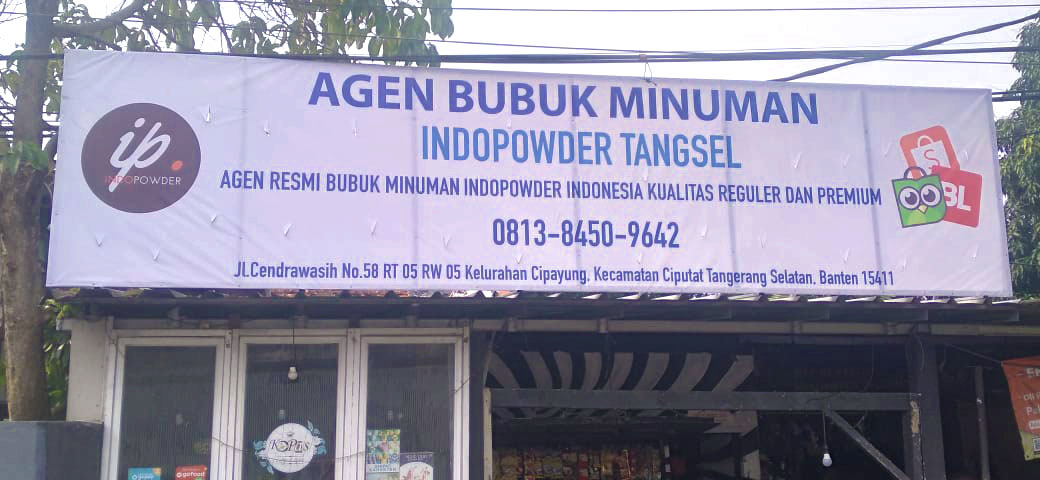 AGEN BUBUK MINUMAN
INDOPOWDER TANGSEL
AGEN RESMI BUBUK MINUMAN INDOPOWDER INDONESIA KUALITAS REGULER DAN PREMIUM
0813-8450-9642
Jl.Cendrawasih No.58 RT 05 RW 05 Kelurahan Cipayung, Kecamatan Ciputat Tangerang Selatan, Banten 15411
ip.
INDOPOWDER
S
BL
gofood